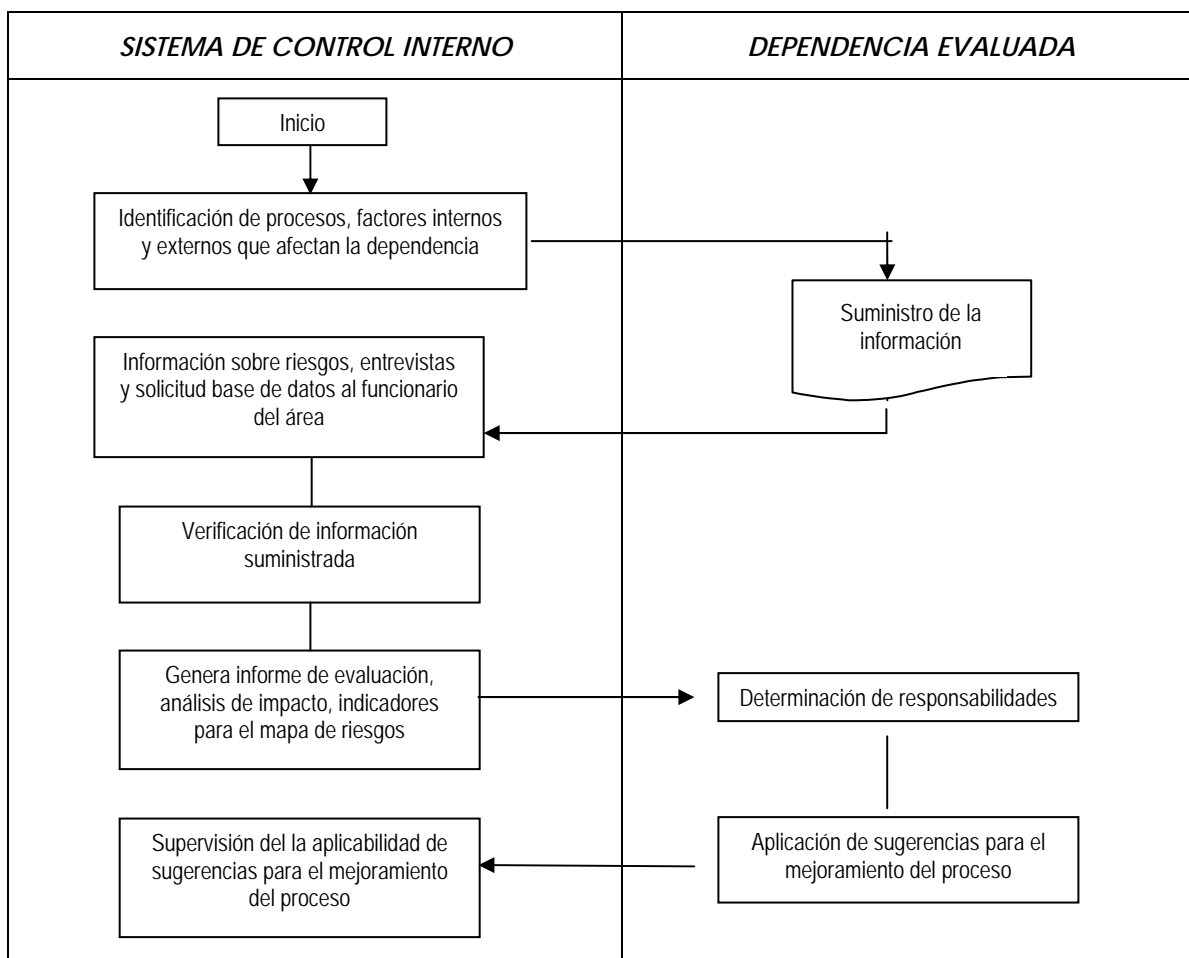 SISTEMA DE CONTROL INTERNO
DEPENDENCIA EVALUADA
Inicio
Identificación de procesos, factores internos
y externos que afectan la dependencia
Suministro de la
información
Información sobre riesgos, entrevistas
y solicitud base de datos al funcionario
del área
Verificación de información
suministrada
Genera informe de evaluación,
análisis de impacto, indicadores
para el mapa de riesgos
Determinación de responsabilidades
Aplicación de sugerencias para el
mejoramiento del proceso
Supervisión del la aplicabilidad de
sugerencias para el mejoramiento
del proceso